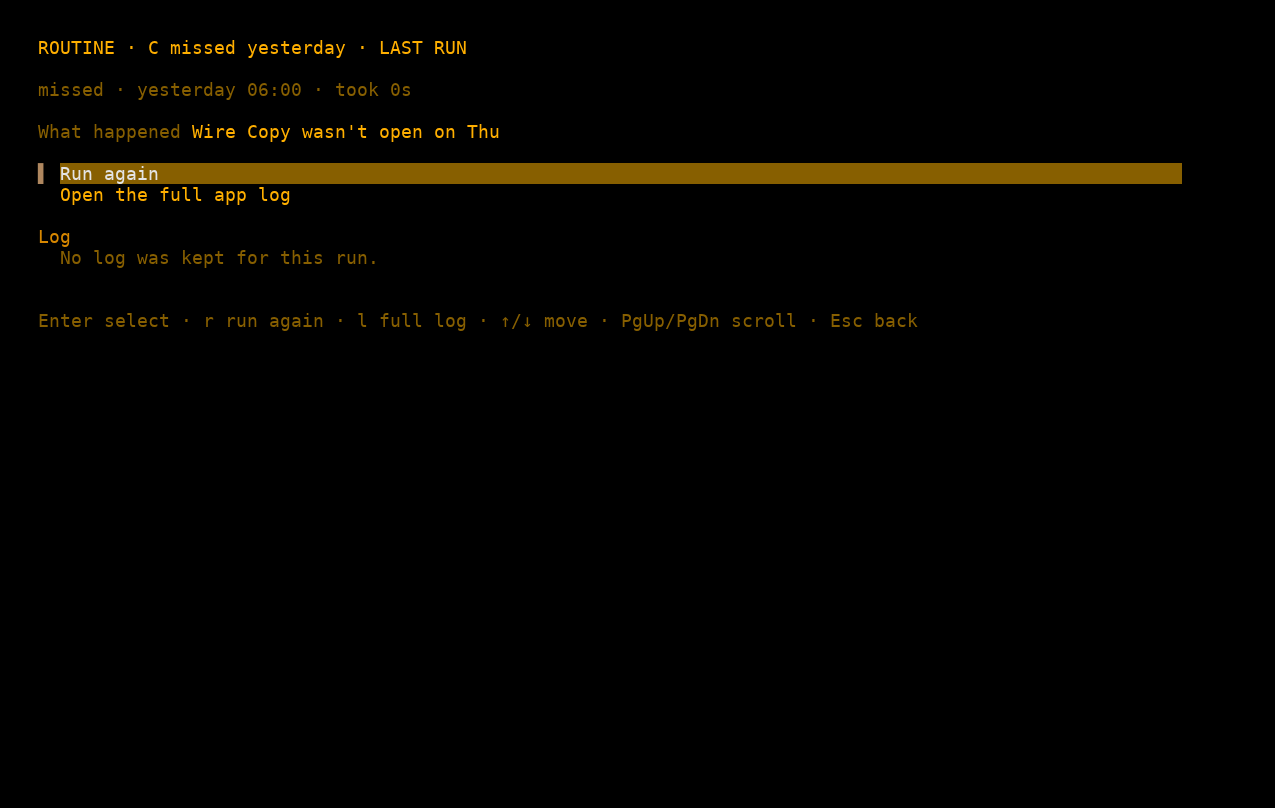 ROUTINE · C missed yesterday · LAST RUN
missed · yesterday 06:00 · took 0s
What happened Wire Copy wasn't open on Thu
Run again
Open the full app log
Log
No log was kept for this run.
Enter select · r run again · l full log · ↑/↓ move · PgUp/PgDn scroll · Esc back